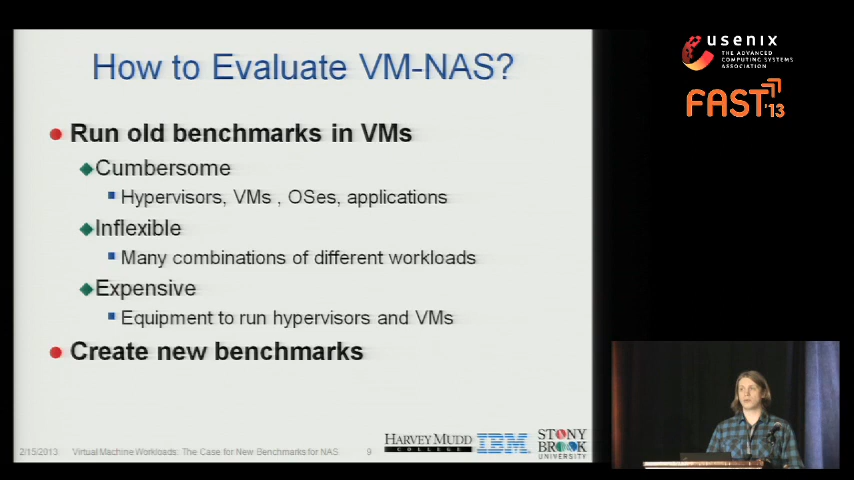 How to Evaluate VM-NAS?
Run old benchmarks in VMs
Cumbersome
Hypervisors, VMs , OSes, applications
Inflexible
Many combinations of different workloads
Expensive
Equipment to run hypervisors and VMs
Create new benchmarks
2/15/2013 Virtual Machine Workloads: The Case for New Benchmarks for NAS 9
HARVEY MUDD
COLLEGE
IBM
STONY
BROOK
UNIVERSITY
usenix
THE ADVANCED
COMPUTING SYSTEMS
ASSOCIATION
FAST'13